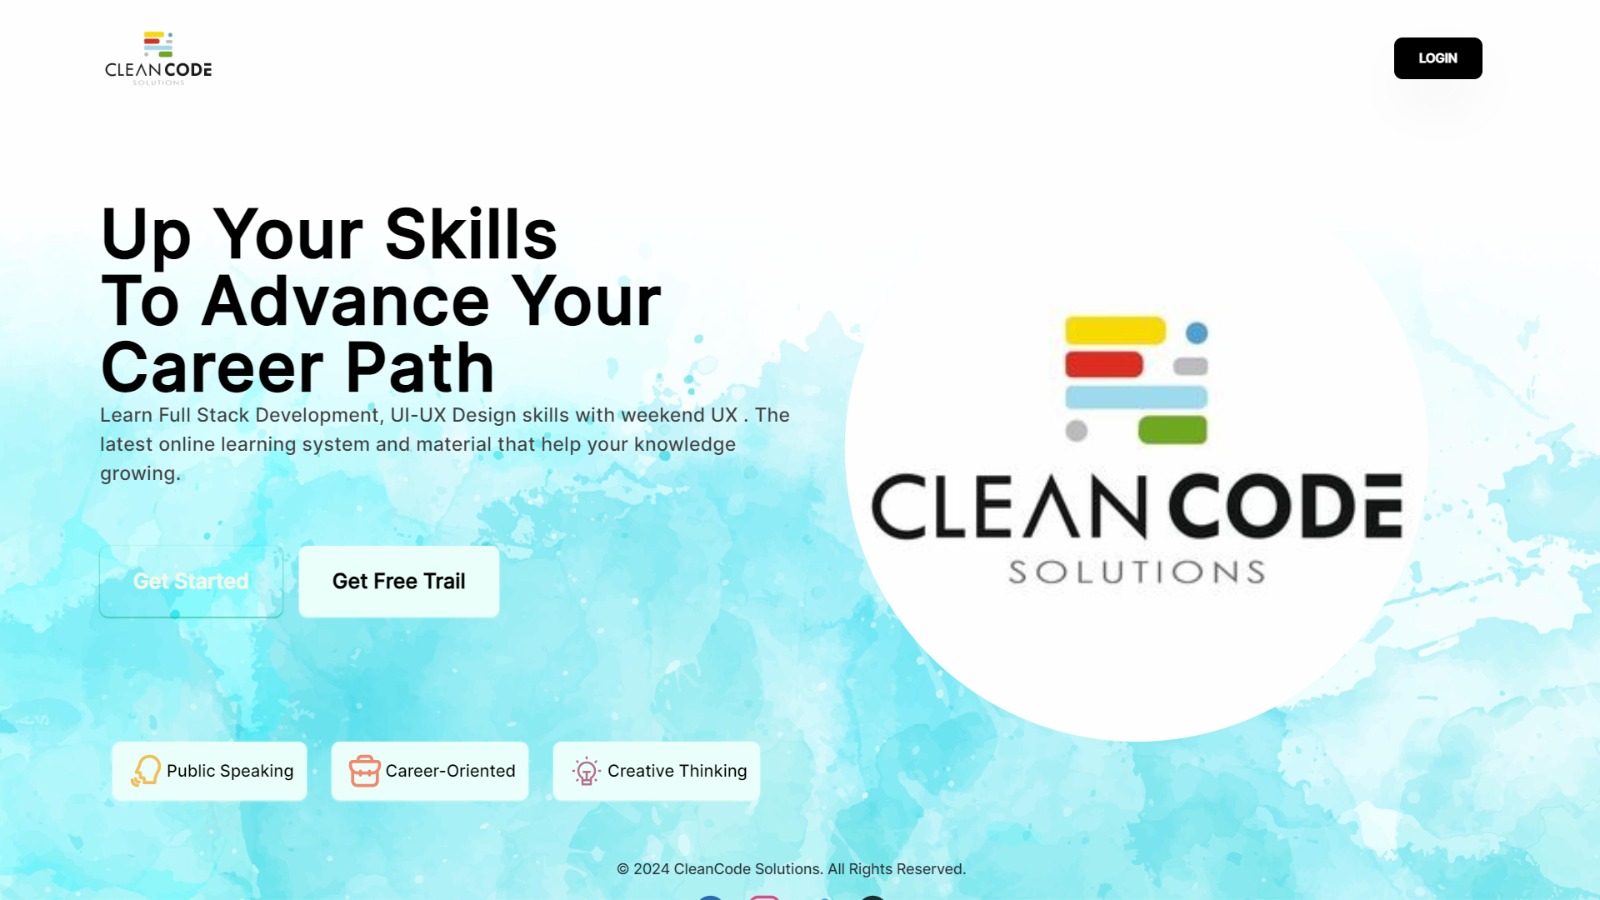 CLEAN CODE
SOLUTIONS
LOGIN
Up Your Skills
To Advance Your
Career Path
Learn Full Stack Development, UI-UX Design skills with weekend UX . The
latest online learning system and material that help your knowledge
growing.
Get Started
Get Free Trail
CLEAN CODE
SOLUTIONS
Public Speaking
Career-Oriented
Creative Thinking
© 2024 CleanCode Solutions. All Rights Reserved.